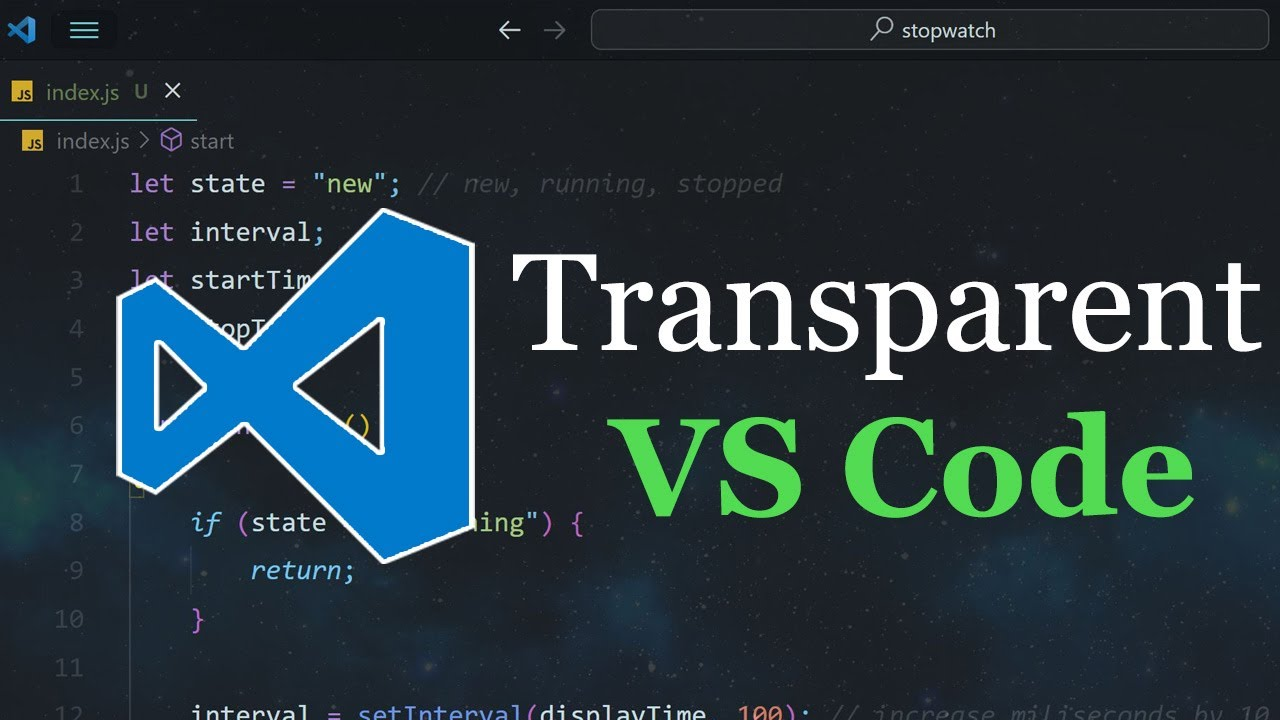 stopwatch
JS index.js U
JS index.js > start
1 let state = "new"; // new, running, stopped
2 let interval;
3 let startTim
4
5
6 ()
7
8 if (state ning") {
9 return;
10 }
11
12 interval = setInterval(displayTime, 100); // increase miliseconds by 10
Transparent
VS Code